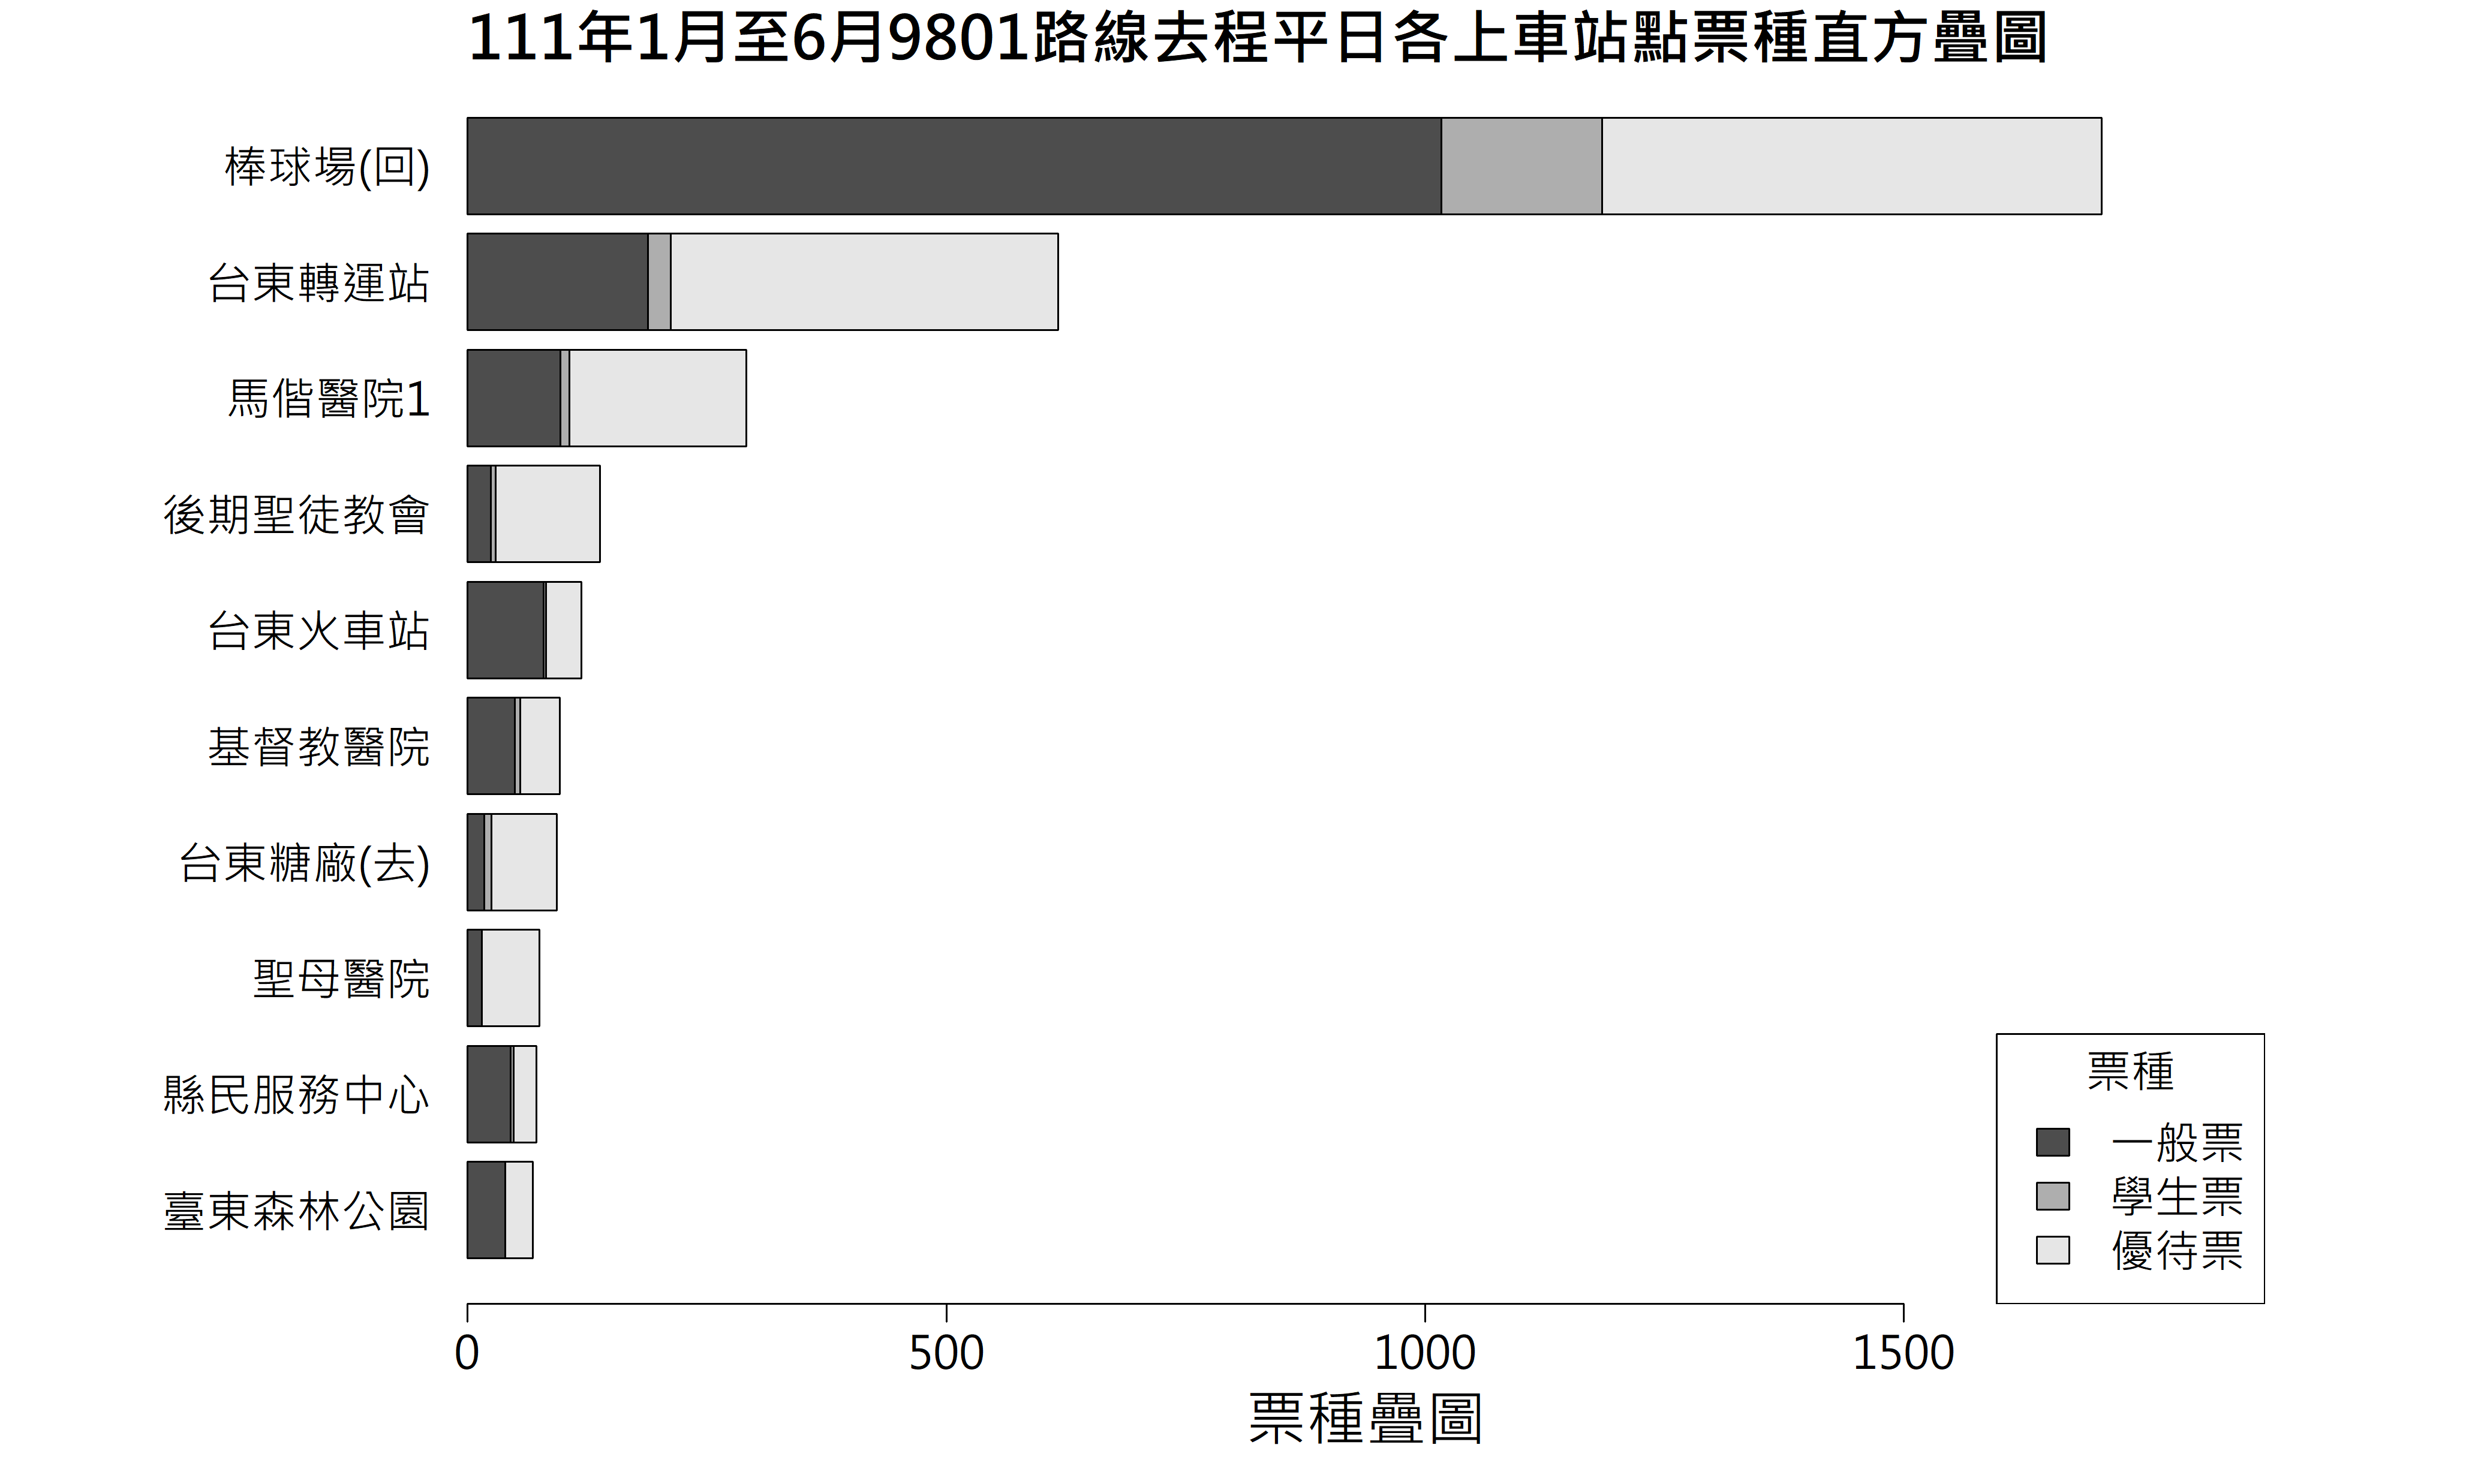 111年1月至6月9801路線去程平日各上車站點票種直方疊圖
棒球場(回)
台東轉運站
馬偕醫院1
後期聖徒教會
台東火車站
基督教醫院
台東糖廠(去)
聖母醫院
縣民服務中心
臺東森林公園
票種
一般票
學生票
優待票
0 500 1000 1500
票種疊圖